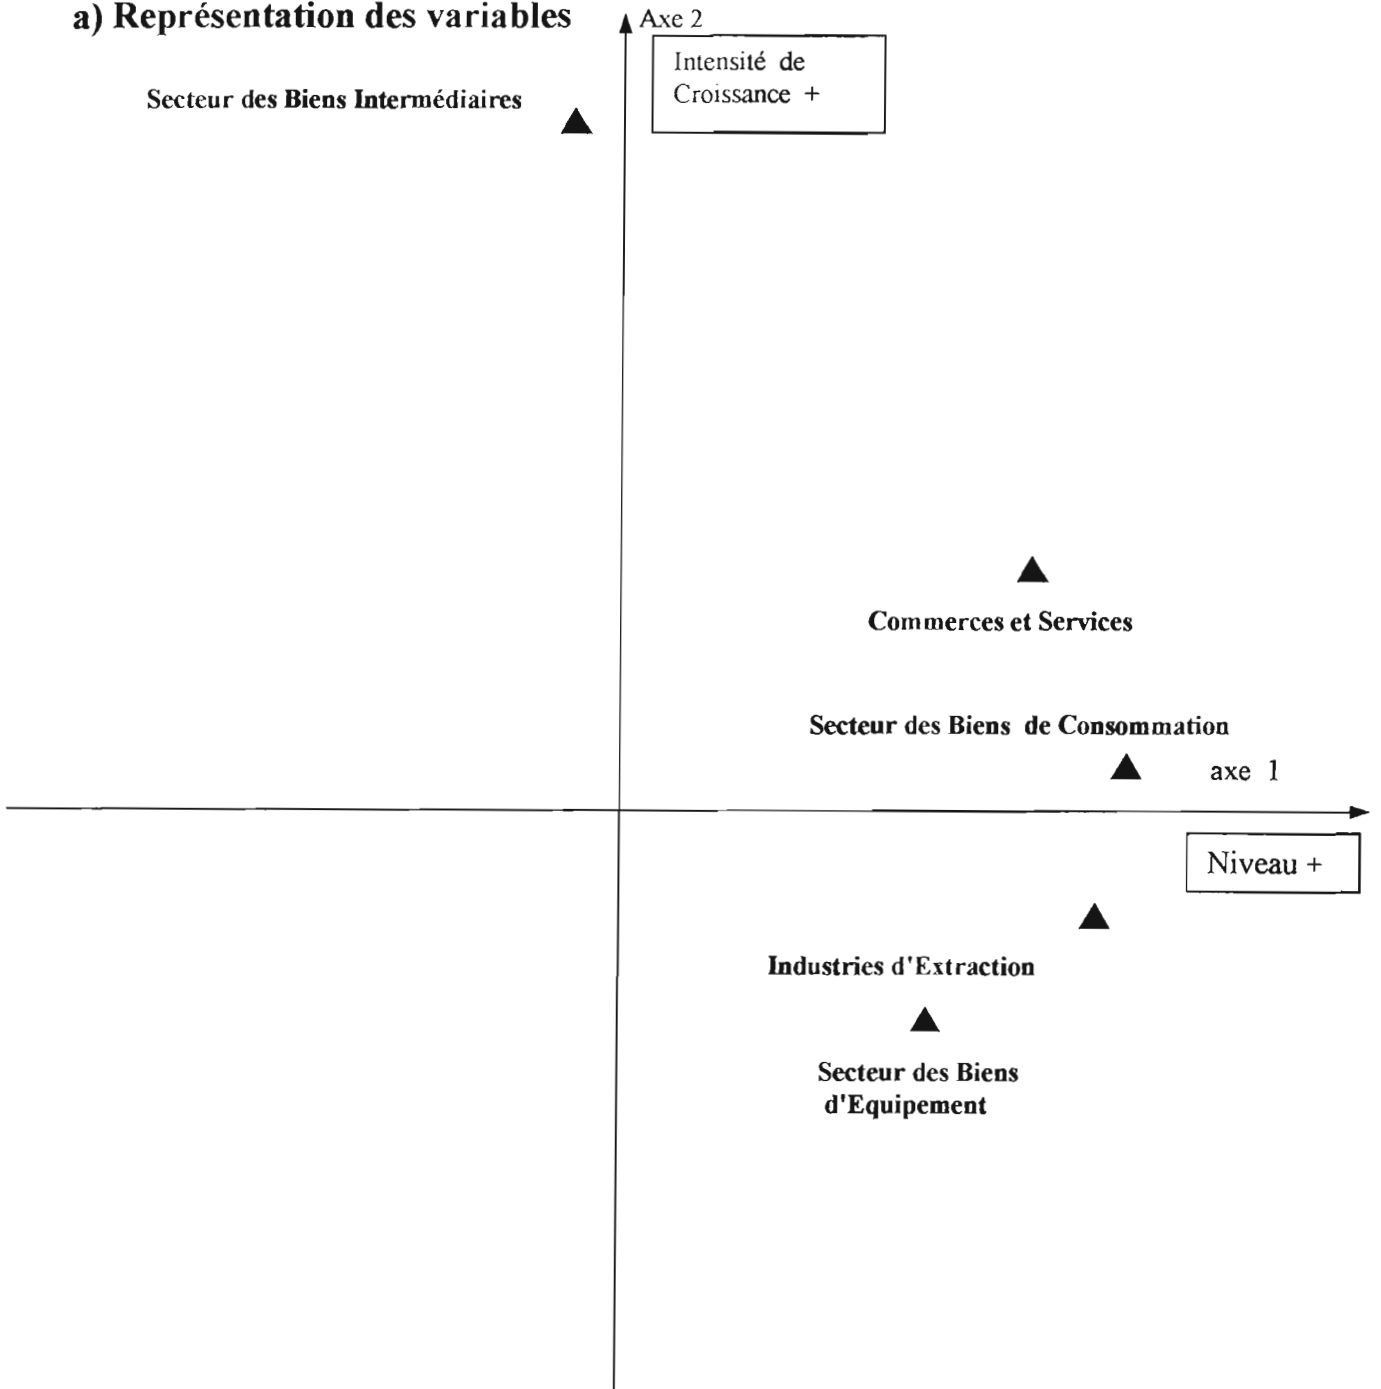 a) Représentation des variables
Axe 2
Intensité de
Croissance +
Secteur des Biens Intermédiaires
Commerces et Services
Secteur des Biens de Consommation
axe 1
Niveau +
Industries d'Extraction
Secteur des Biens
d'Equipement